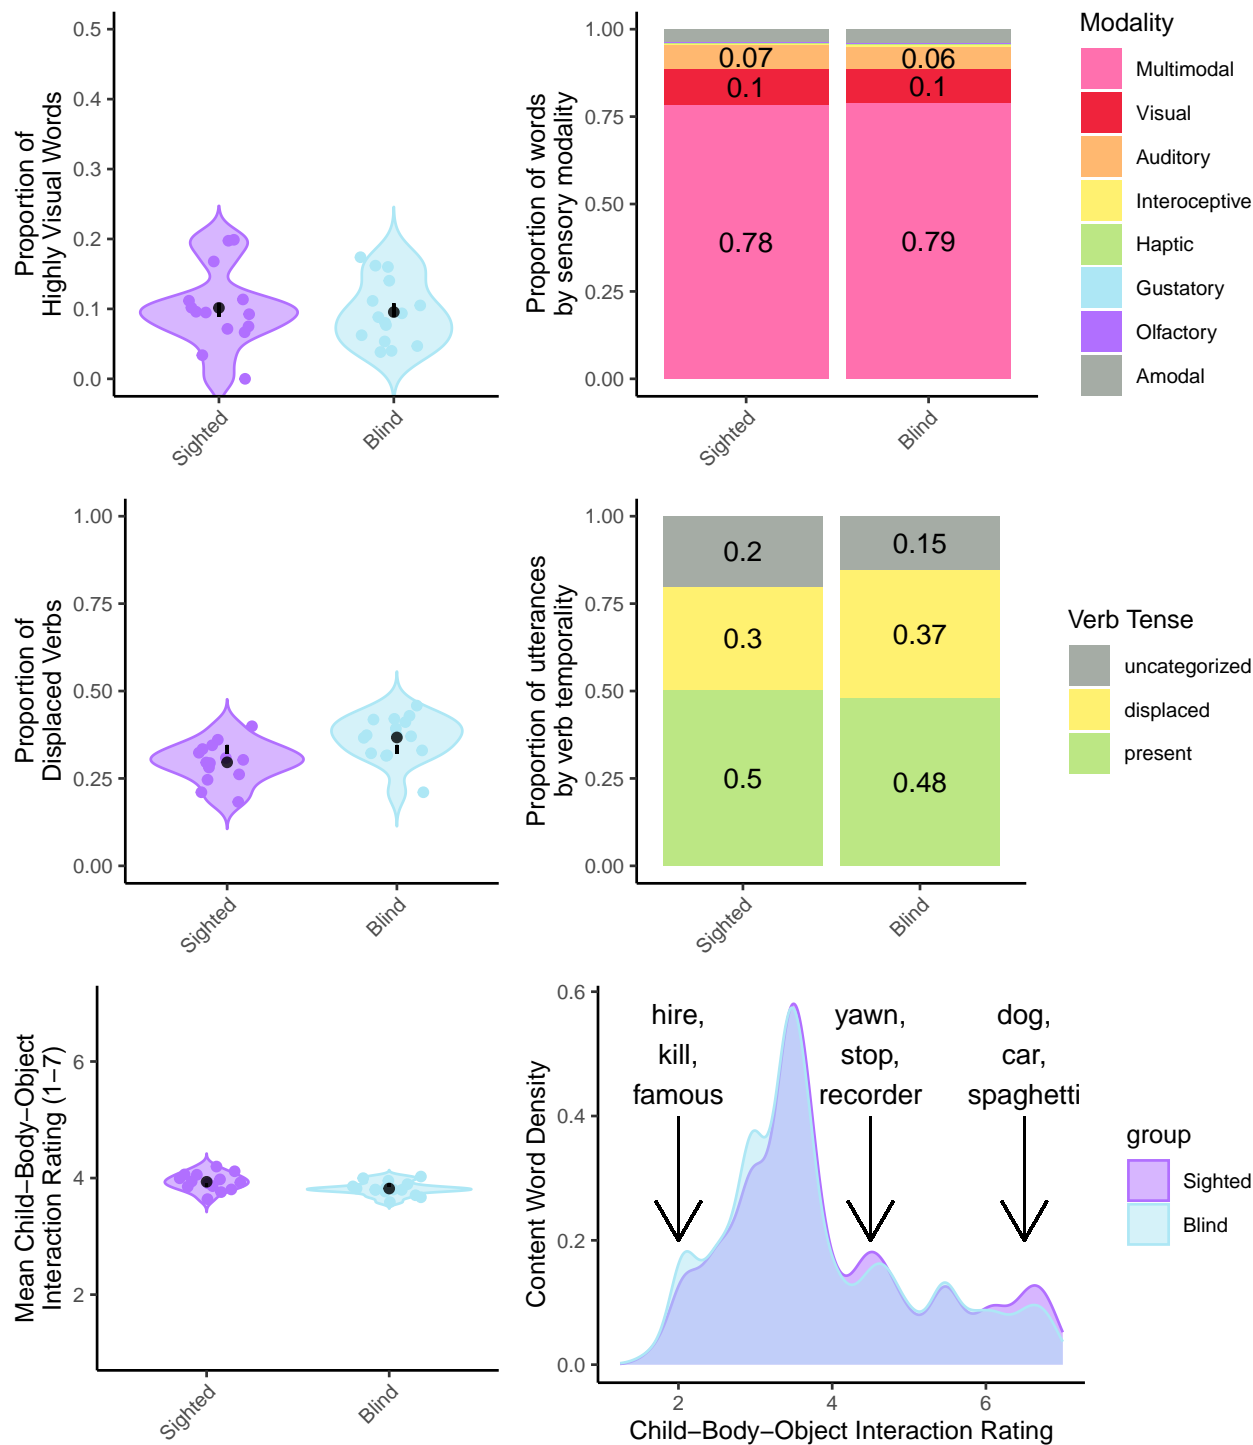 Proportion of
Highly Visual Words
0.5
0.4
0.3
0.2
0.1
0.0
Sighted
Blind
Proportion of words
by sensory modality
1.00
0.75
0.50
0.25
0.00
0.07
0.1
0.78
0.06
0.1
0.79
Sighted
Blind
Modality
Multimodal
Visual
Auditory
Interoceptive
Haptic
Gustatory
Olfactory
Amodal
Proportion of
Displaced Verbs
1.00
0.75
0.50
0.25
0.00
Sighted
Blind
Proportion of utterances
by verb temporality
1.00
0.75
0.50
0.25
0.00
0.2
0.3
0.5
0.15
0.37
0.48
Sighted
Blind
Verb Tense
uncategorized
displaced
present
Mean Child−Body−Object
Interaction Rating (1−7)
6
4
2
Sighted
Blind
Content Word Density
0.6
0.4
0.2
0.0
hire,
kill,
famous
yawn,
stop,
recorder
dog,
car,
spaghetti
2
4
6
Child−Body−Object Interaction Rating
group
Sighted
Blind